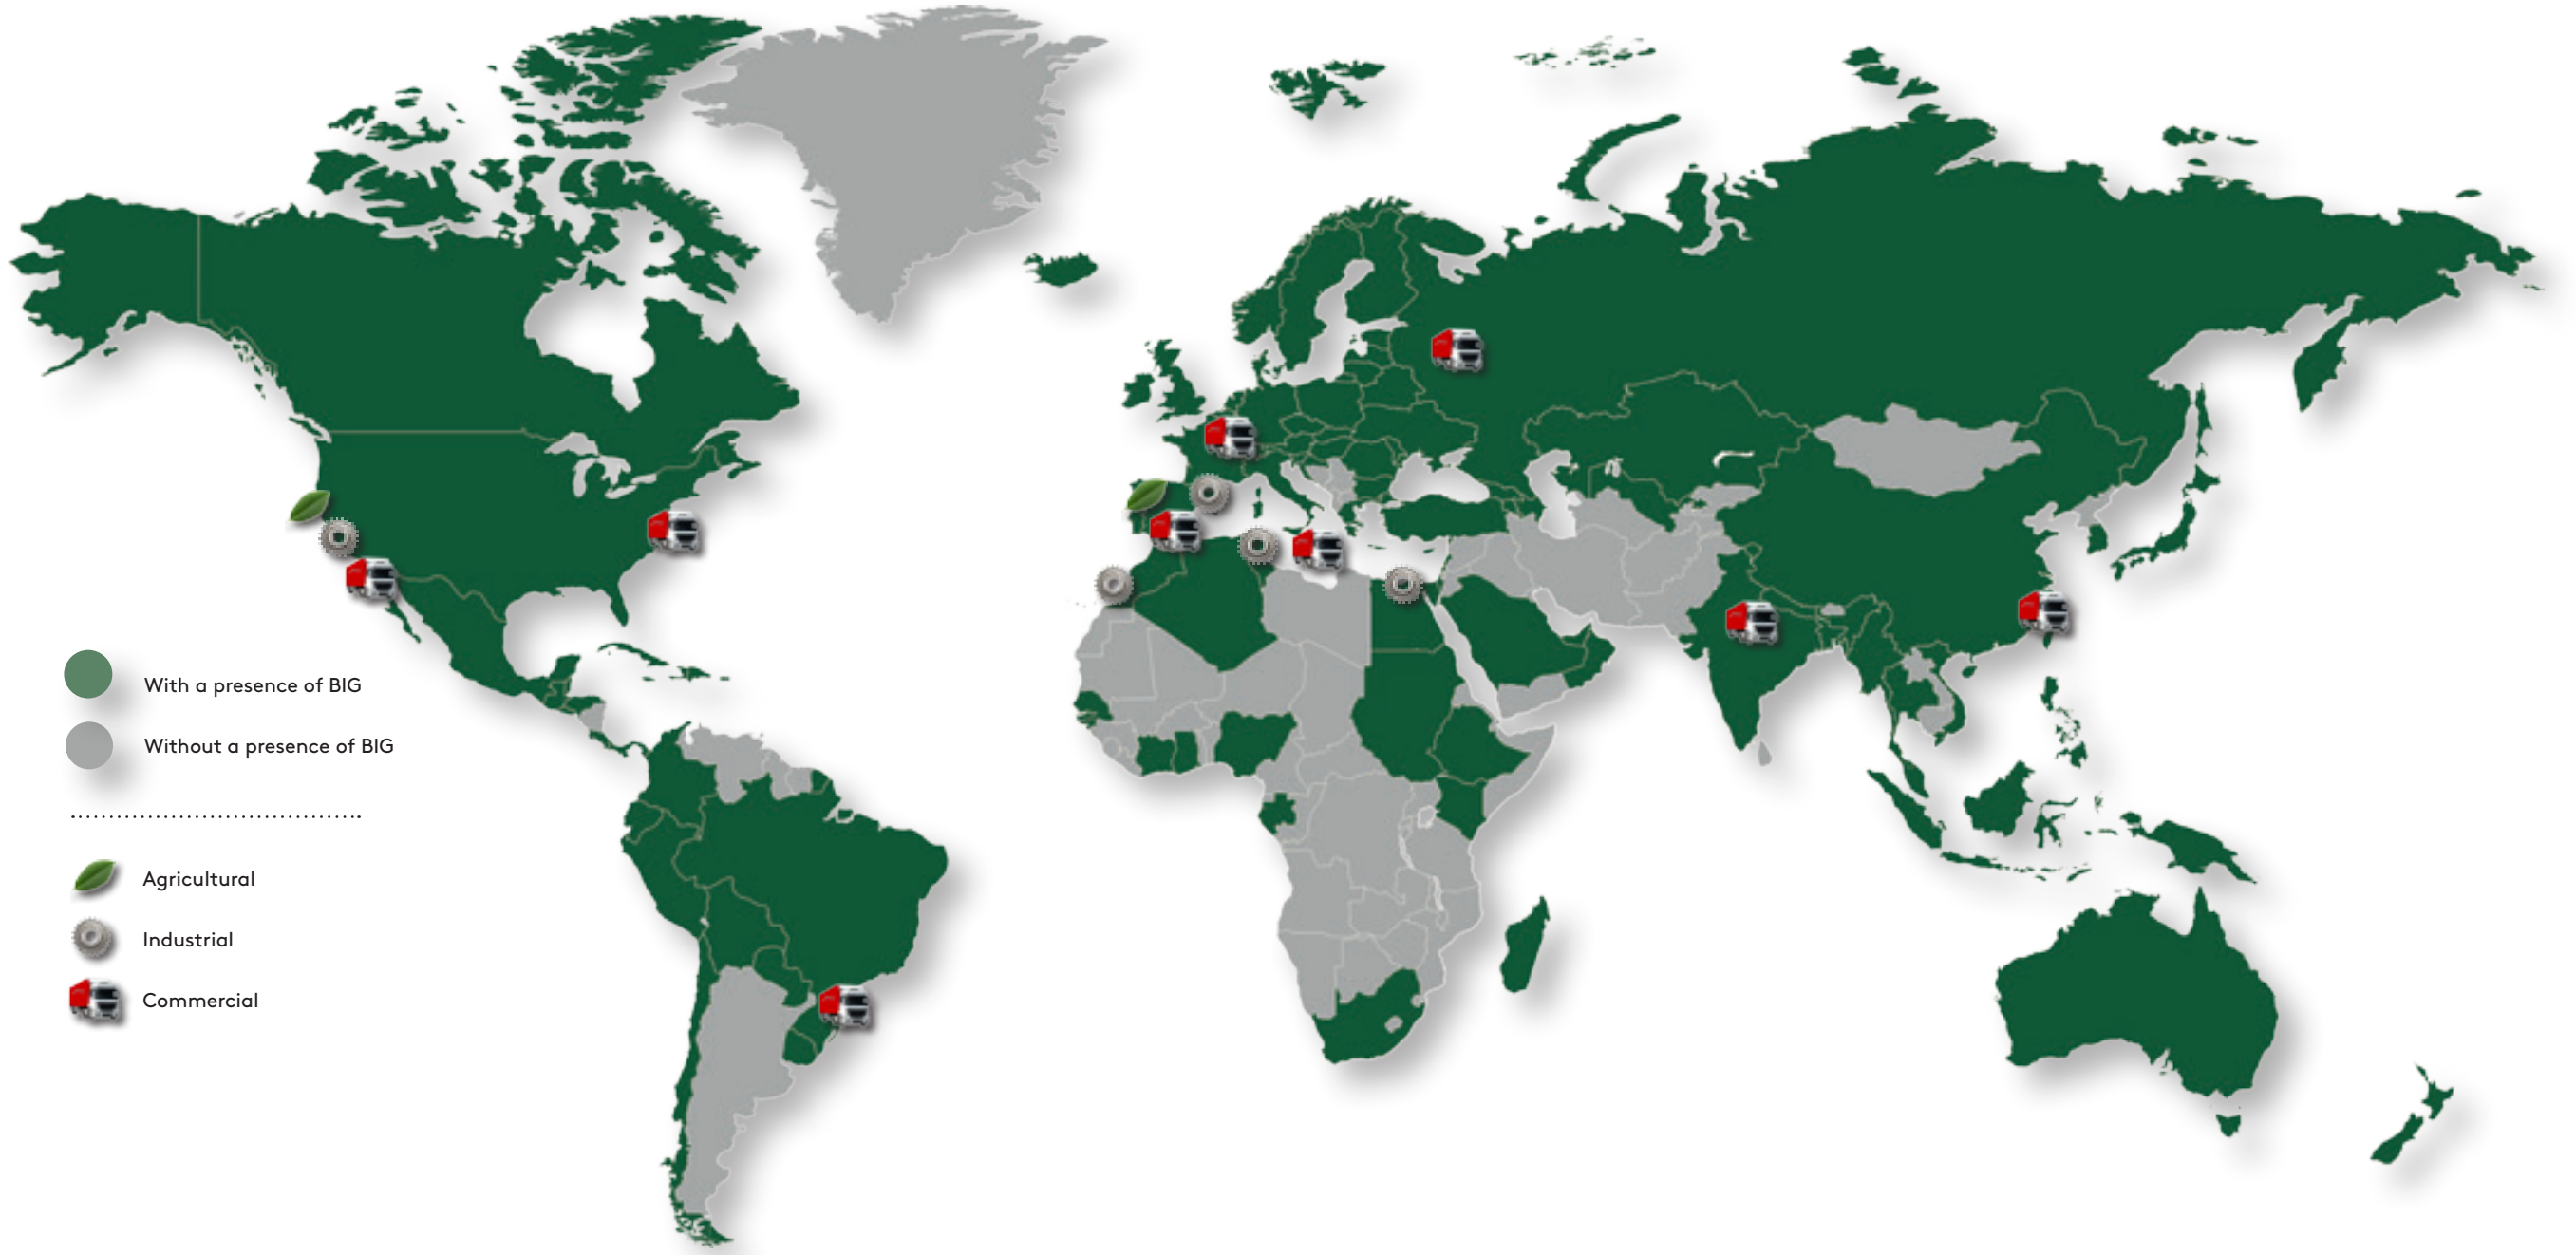 With a presence of BIG
Without a presence of BIG
Agricultural
Industrial
Commercial